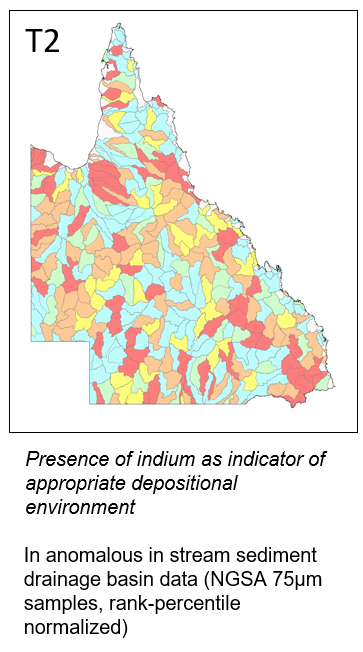 T2
Presence of indium as indicator of
appropriate depositional
environment
In anomalous in stream sediment
drainage basin data (NGSA 75µm
samples, rank-percentile
normalized)